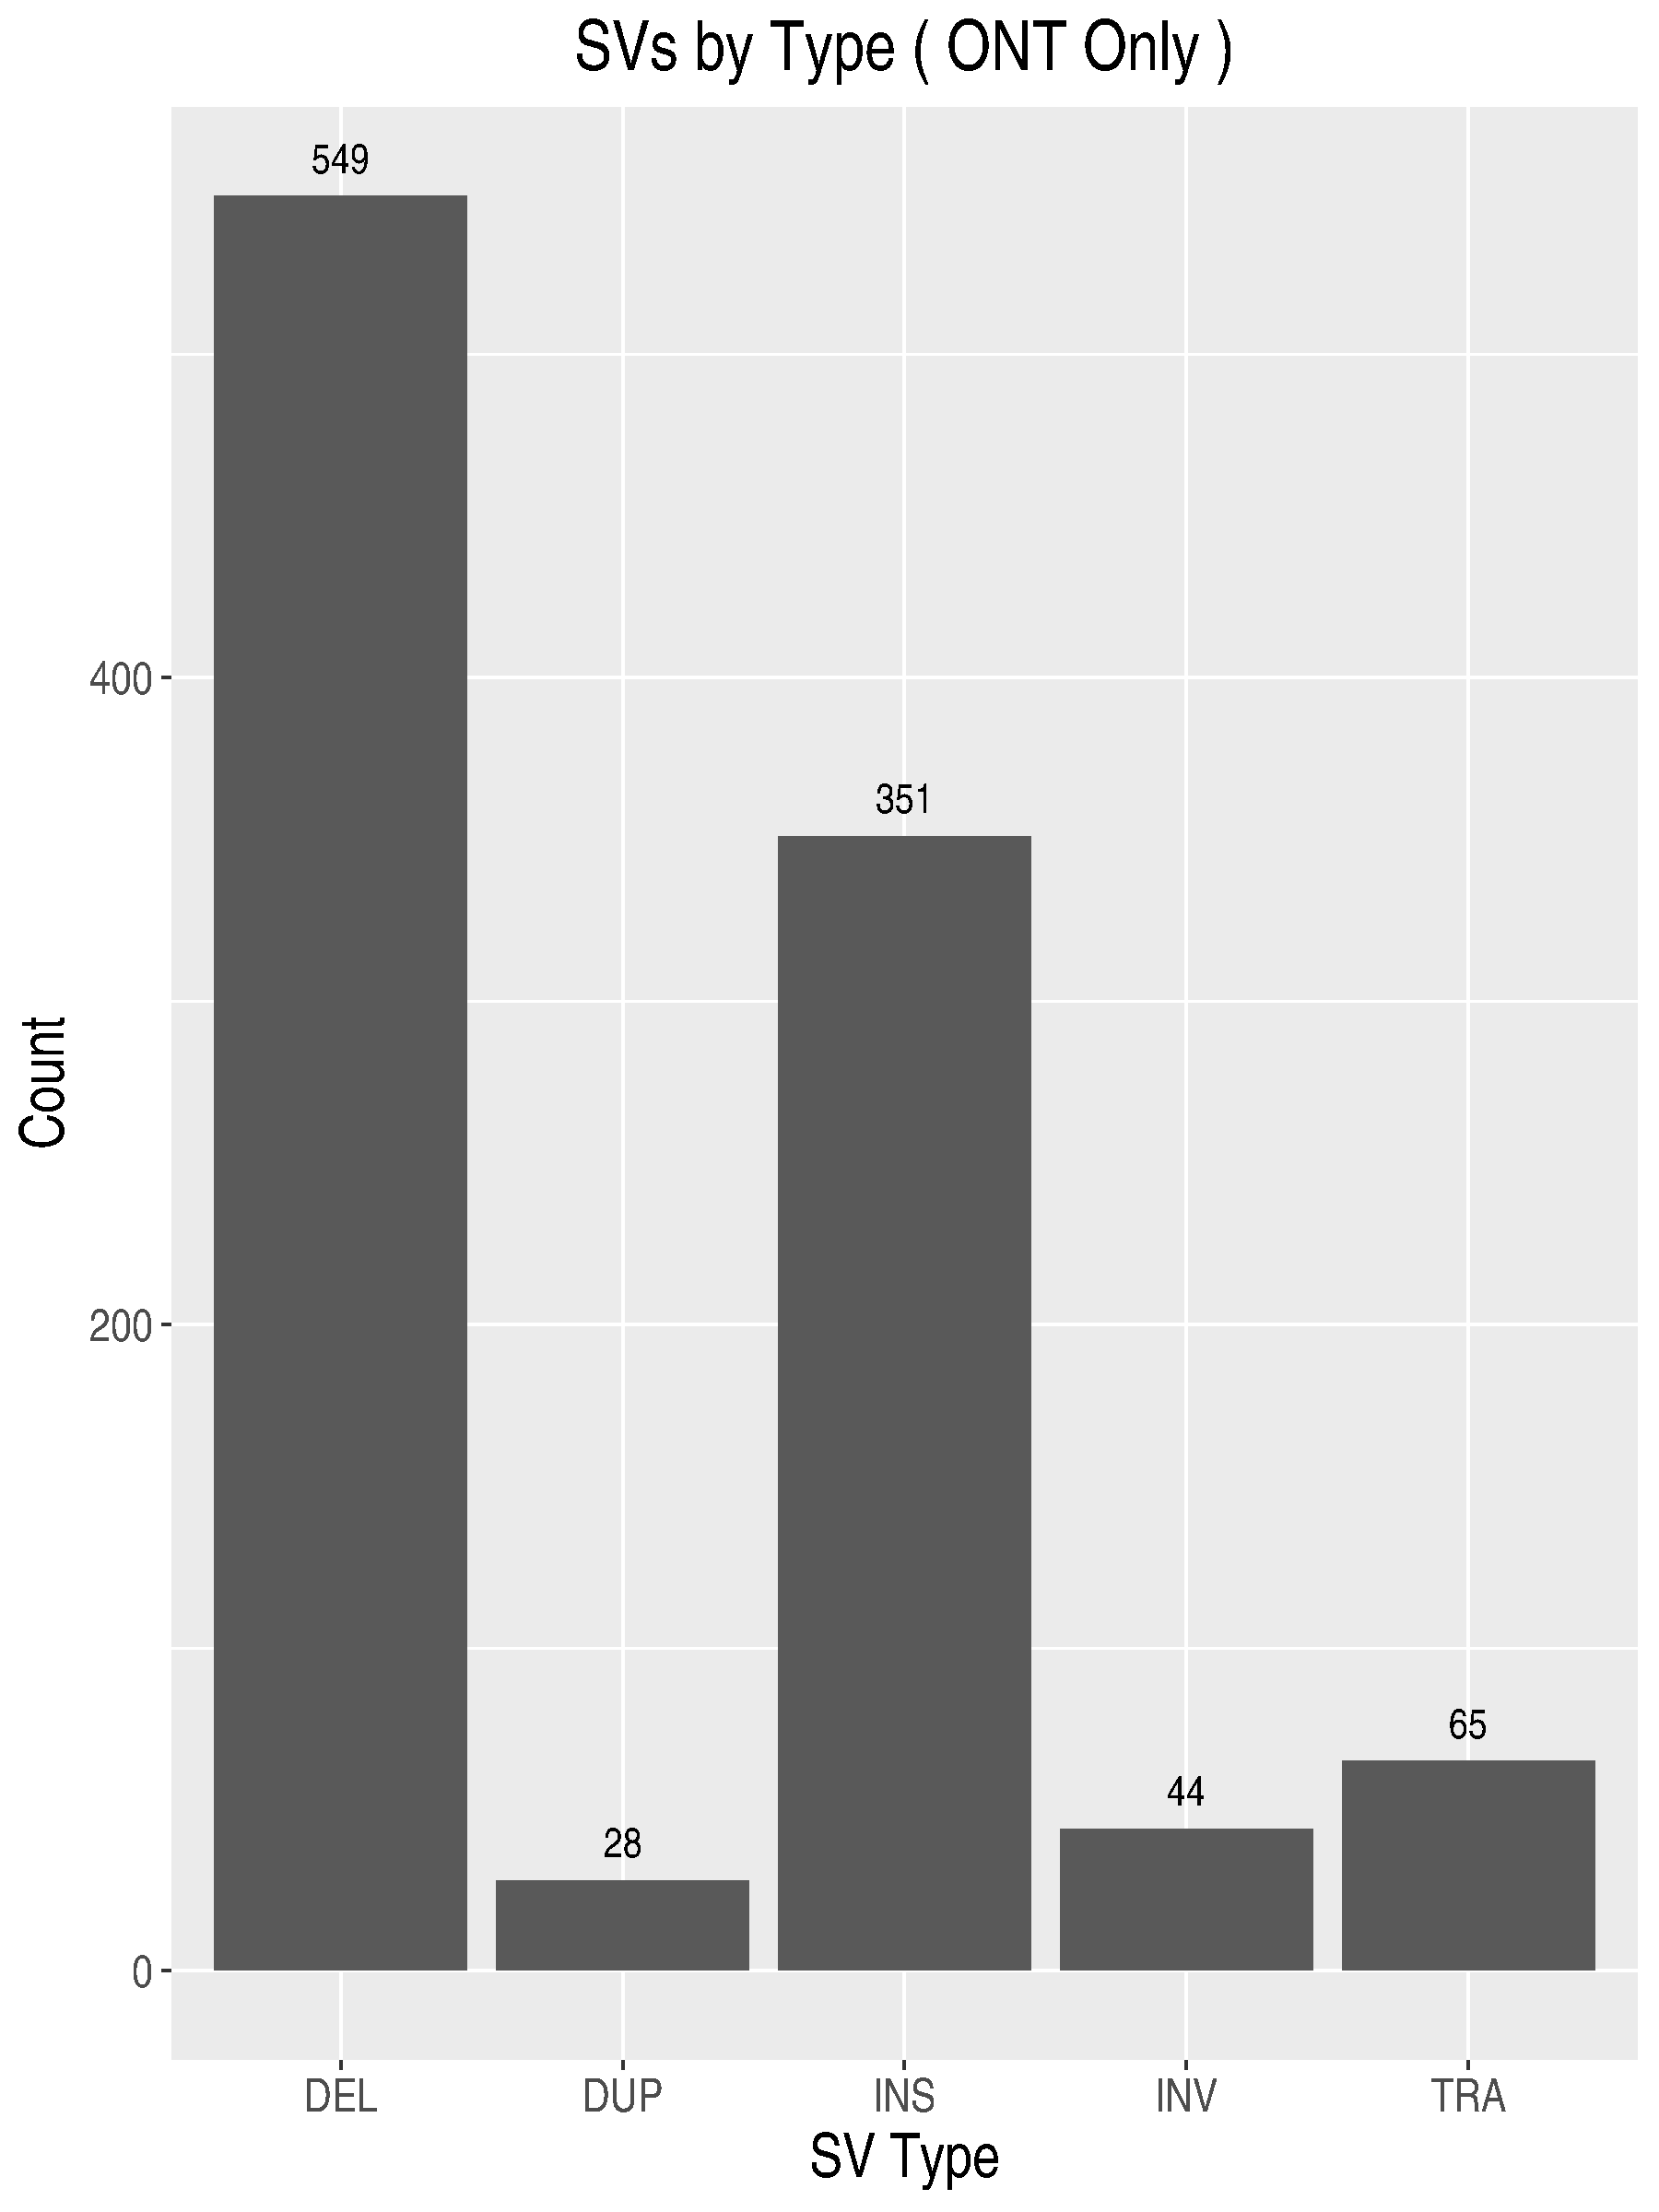 SVs by Type ( ONT Only )
549
400
351
Count
200
65
44
28
0
DEL DUP INS INV TRA
SV Type